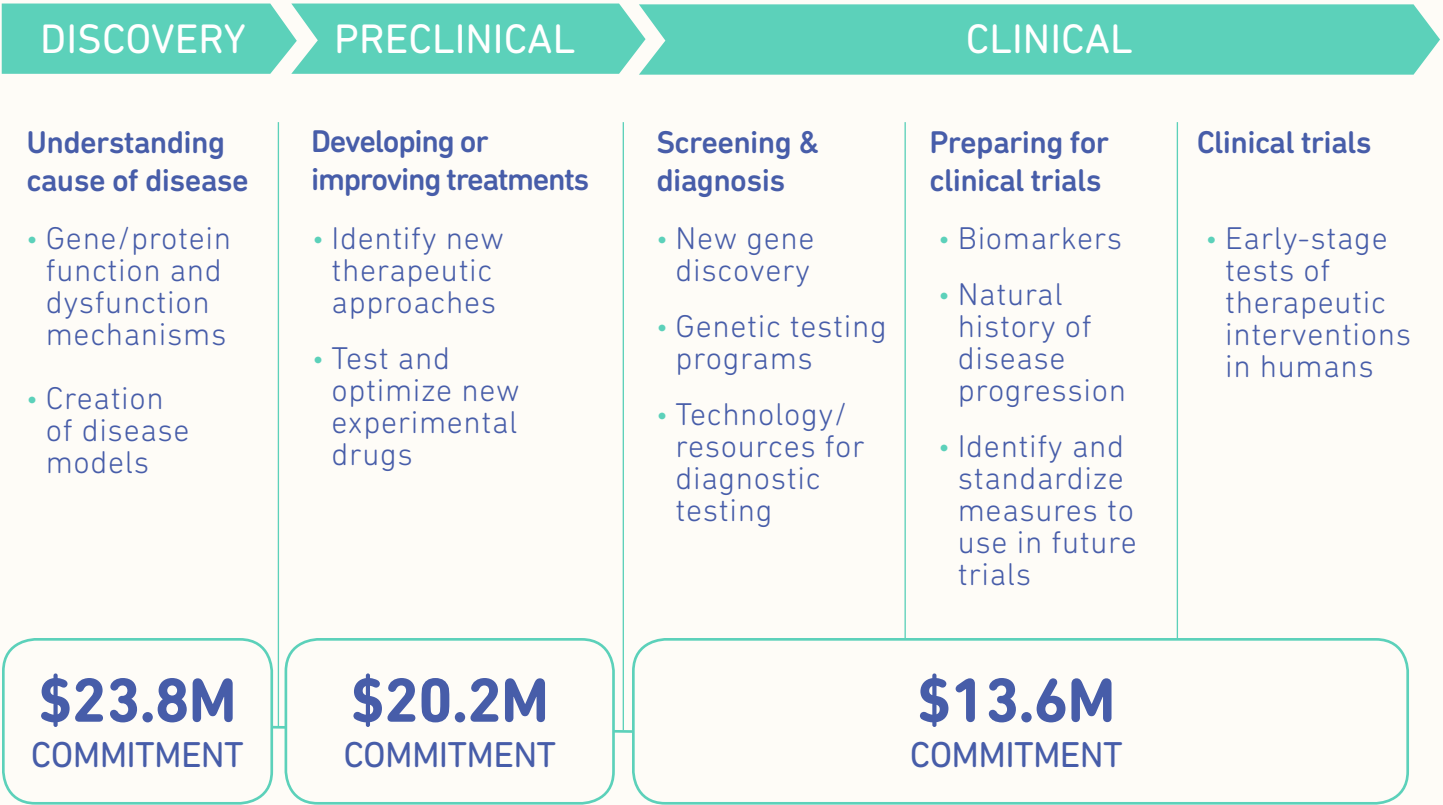 DISCOVERY
PRECLINICAL
CLINICAL
Understanding
cause of disease
• Gene/protein
function and
dysfunction
mechanisms
• Creation
of disease
models
Developing or
improving treatments
• Identify new
therapeutic
approaches
• Test and
optimize new
experimental
drugs
Screening &
diagnosis
• New gene
discovery
• Genetic testing
programs
• Technology/
resources for
diagnostic
testing
Preparing for
clinical trials
• Biomarkers
• Natural
history of
disease
progression
• Identify and
standardize
measures to
use in future
trials
Clinical trials
• Early-stage
tests of
therapeutic
interventions
in humans
$23.8M
COMMITMENT
$20.2M
COMMITMENT
$13.6M
COMMITMENT